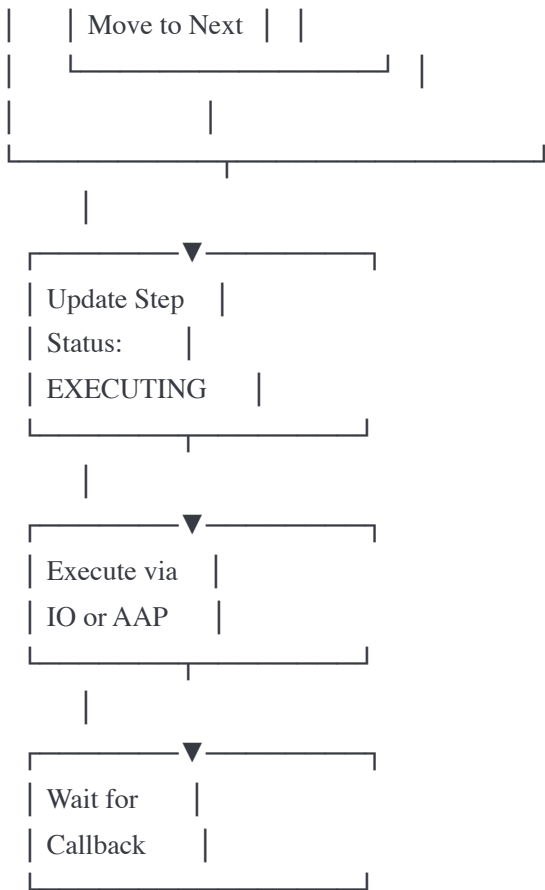 Move to Next
Update Step
Status:
EXECUTING
Execute via
IO or AAP
Wait for
Callback